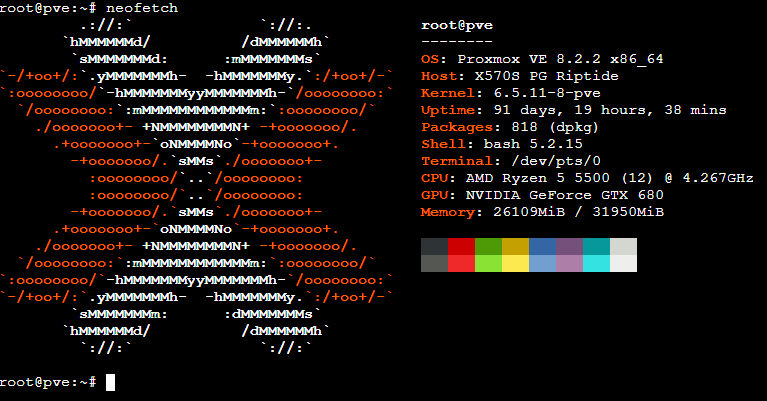 root@pve:~# neofetch
         .://:`              `://:.            root@pve
       `hMMMMMMd/          /dMMMMMMh`          --------
        `sMMMMMMMd:      :mMMMMMMMs`           OS: Proxmox VE 8.2.2 x86_64
`-/+oo+/:`.yMMMMMMMh-  -hMMMMMMMy.`:/+oo+/-`   Host: X570S PG Riptide
`:oooooooo/`-hMMMMMMMyyMMMMMMMh-`/oooooooo:`   Kernel: 6.5.11-8-pve
  `/oooooooo:`:mMMMMMMMMMMMMm:`:oooooooo/`     Uptime: 91 days, 19 hours, 38 mins
    ./ooooooo+- +NMMMMMMMMN+ -+ooooooo/.       Packages: 818 (dpkg)
      .+ooooooo+-`oNMMMMNo`-+ooooooo+.         Shell: bash 5.2.15
        -+ooooooo/.`sMMs`./ooooooo+-           Terminal: /dev/pts/0
          :oooooooo/`..`/oooooooo:             CPU: AMD Ryzen 5 5500 (12) @ 4.267GHz
          :oooooooo/`..`/oooooooo:             GPU: NVIDIA GeForce GTX 680
        -+ooooooo/.`sMMs`./ooooooo+-           Memory: 26109MiB / 31950MiB
      .+ooooooo+-`oNMMMMNo`-+ooooooo+.
    ./ooooooo+- +NMMMMMMMMN+ -+ooooooo/.
  `/oooooooo:`:mMMMMMMMMMMMMm:`:oooooooo/`
`:oooooooo/`-hMMMMMMMyyMMMMMMMh-`/oooooooo:`
`-/+oo+/:`.yMMMMMMMh-  -hMMMMMMMy.`:/+oo+/-`
        `sMMMMMMMm:      :dMMMMMMMs`
       `hMMMMMMd/          /dMMMMMMh`
         `://:`              `://:`
root@pve:~#